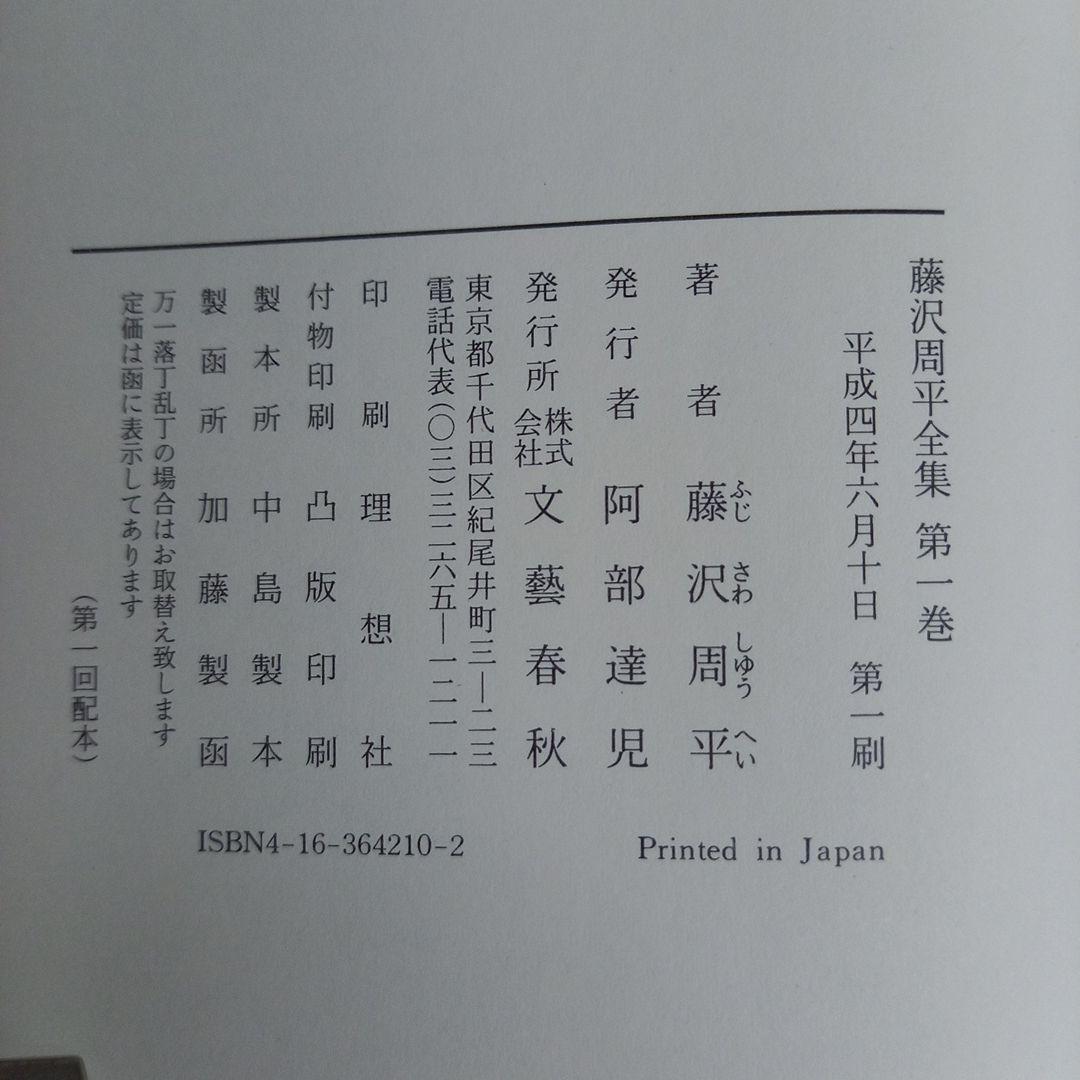 藤沢周平全集 第一巻
平成四年六月十日 第一刷
著者 藤沢周平
ふじ さわ しゆう へい
発行者 阿部達児
発行所 株式会社 文藝春秋
東京都千代田区紀尾井町三―二三
電話代表(〇三)三二六五―一二一一
印刷 理想社
付物印刷 凸版印刷
製本所 中島製本
製函所 加藤製函
万一落丁乱丁の場合はお取替え致します
定価は函に表示してあります
(第一回配本)
Printed in Japan
ISBN4-16-364210-2